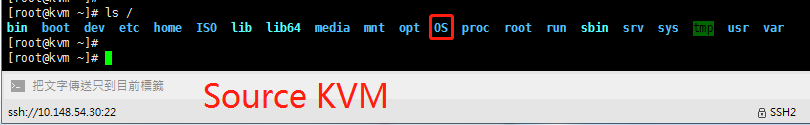 [root@kvm ~]# ls /
bin boot dev etc home ISO lib lib64 media mnt opt OS proc root run sbin srv sys tmp usr var
[root@kvm ~]#
[root@kvm ~]#
把文字傳送只到目前標籤
Source KVM
ssh://10.148.54.30:22 SSH2